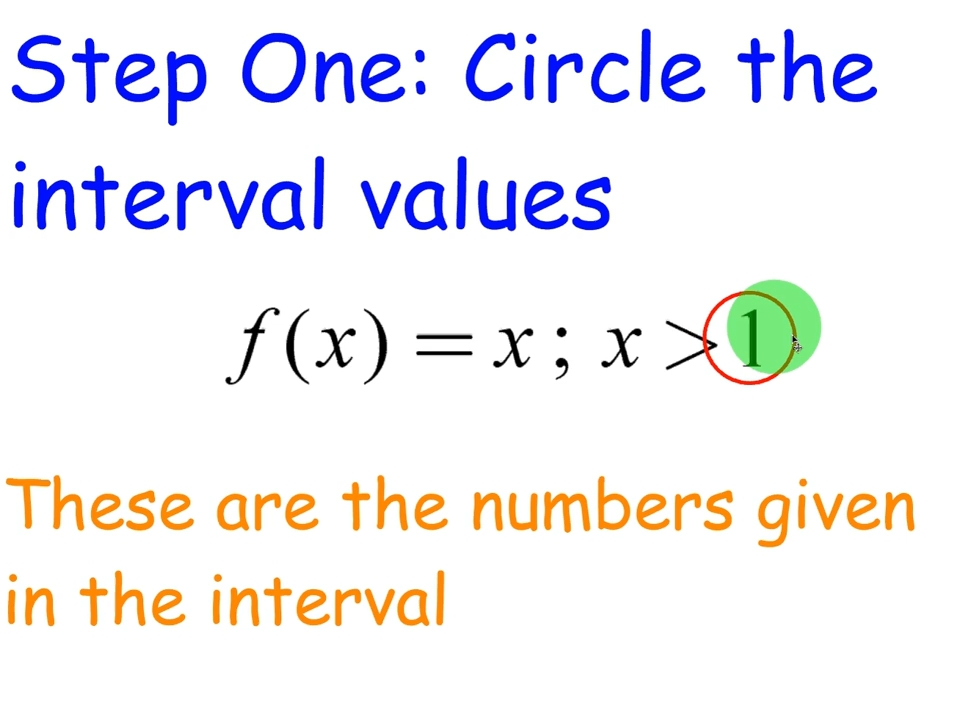 Step One: Circle the
interval values
f(x) = x; x > 1
These are the numbers given
in the interval